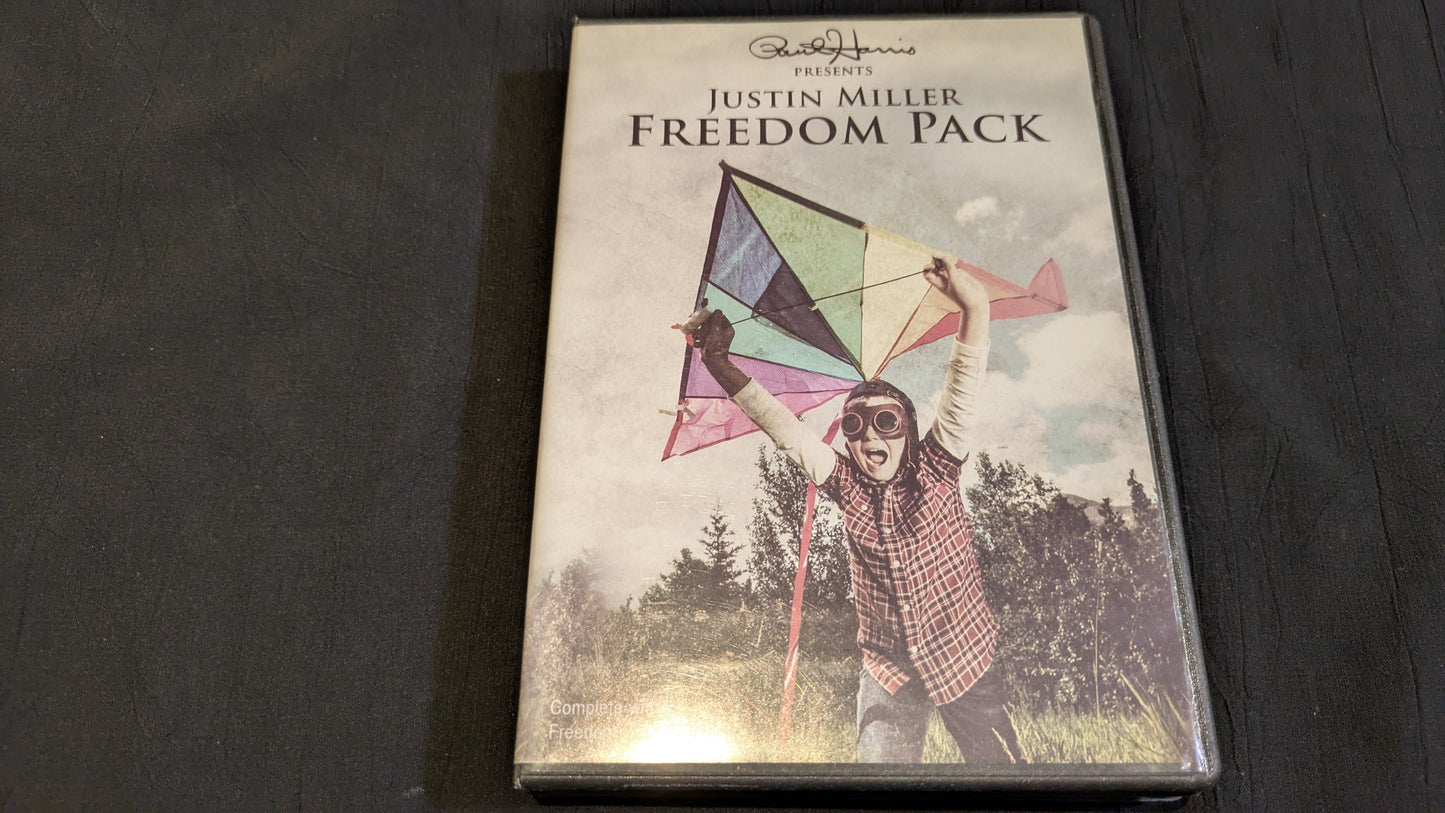 Paul Harris
PRESENTS
JUSTIN MILLER
FREEDOM PACK
Complete